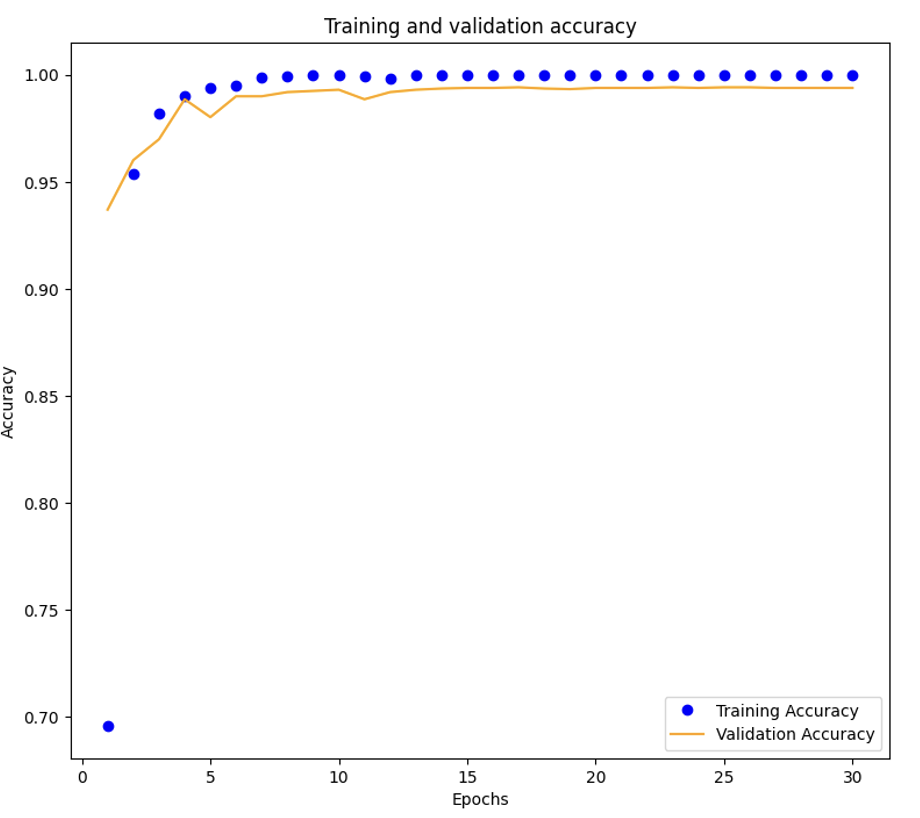 Training and validation accuracy
1.00
0.95
0.90
0.85
0.80
0.75
0.70
Accuracy
Training Accuracy
Validation Accuracy
0 5 10 15 20 25 30
Epochs